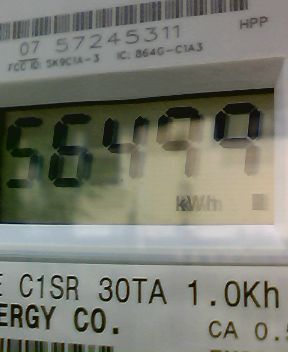 07 57245311
HPP
FCC ID: SK9C1A-3 IC: 864G-C1A3
56499
kWh
C1SR 30TA 1.0Kh
ERGY CO.
CA 0.5